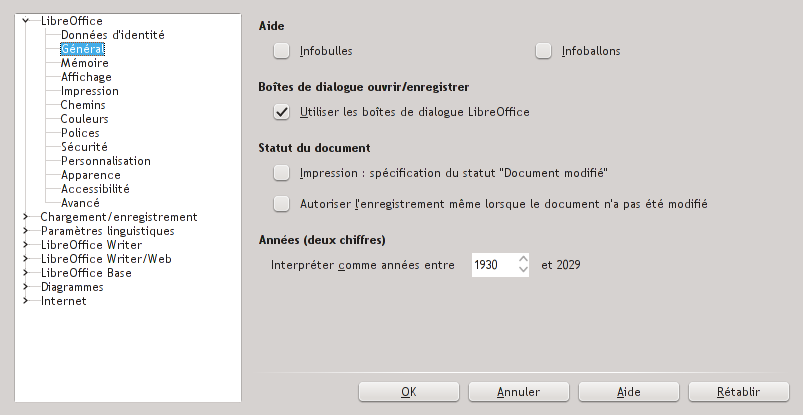 LibreOffice
Données d'identité
Général
Mémoire
Affichage
Impression
Chemins
Couleurs
Polices
Sécurité
Personnalisation
Apparence
Accessibilité
Avancé
Chargement/enregistrement
Paramètres linguistiques
LibreOffice Writer
LibreOffice Writer/Web
LibreOffice Base
Diagrammes
Internet
Aide
Infobulles Infoballons
Boîtes de dialogue ouvrir/enregistrer
Utiliser les boîtes de dialogue LibreOffice
Statut du document
Impression : spécification du statut "Document modifié"
Autoriser l'enregistrement même lorsque le document n'a pas été modifié
Années (deux chiffres)
Interpréter comme années entre 1930 et 2029
OK Annuler Aide Rétablir